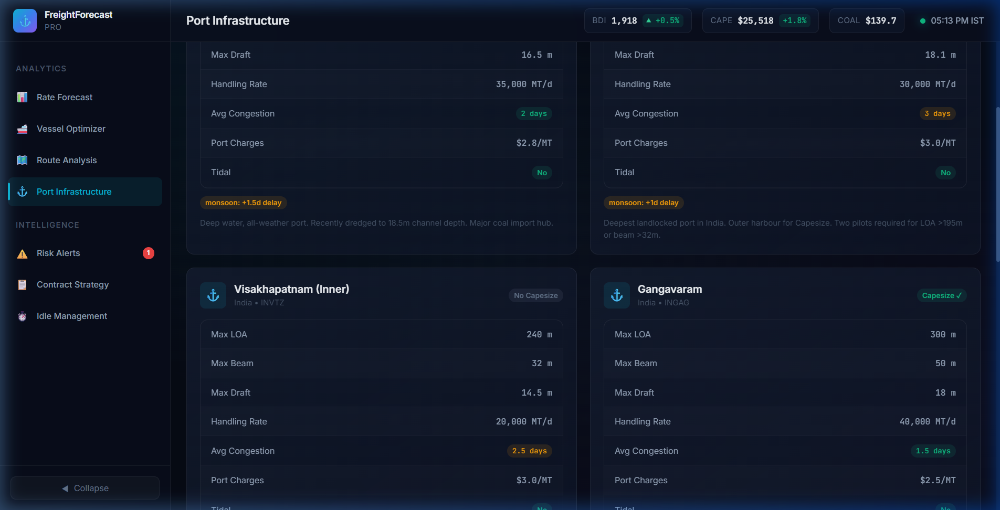 FreightForecast
PRO
Port Infrastructure
BDI 1,918 ▲ +0.5%
CAPE $25,518 +1.8%
COAL $139.7
05:13 PM IST
ANALYTICS
Rate Forecast
Vessel Optimizer
Route Analysis
Port Infrastructure
INTELLIGENCE
Risk Alerts 1
Contract Strategy
Idle Management
◀ Collapse
Max Draft 16.5 m
Handling Rate 35,000 MT/d
Avg Congestion 2 days
Port Charges $2.8/MT
Tidal No
monsoon: +1.5d delay
Deep water, all-weather port. Recently dredged to 18.5m channel depth. Major coal import hub.
Max Draft 18.1 m
Handling Rate 30,000 MT/d
Avg Congestion 3 days
Port Charges $3.0/MT
Tidal No
monsoon: +1d delay
Deepest landlocked port in India. Outer harbour for Capesize. Two pilots required for LOA >195m
or beam >32m.
Visakhapatnam (Inner)
India • INVTZ
No Capesize
Max LOA 240 m
Max Beam 32 m
Max Draft 14.5 m
Handling Rate 20,000 MT/d
Avg Congestion 2.5 days
Port Charges $3.0/MT
Tidal No
Gangavaram
India • INGAG
Capesize ✓
Max LOA 300 m
Max Beam 50 m
Max Draft 18 m
Handling Rate 40,000 MT/d
Avg Congestion 1.5 days
Port Charges $2.5/MT
Tidal No